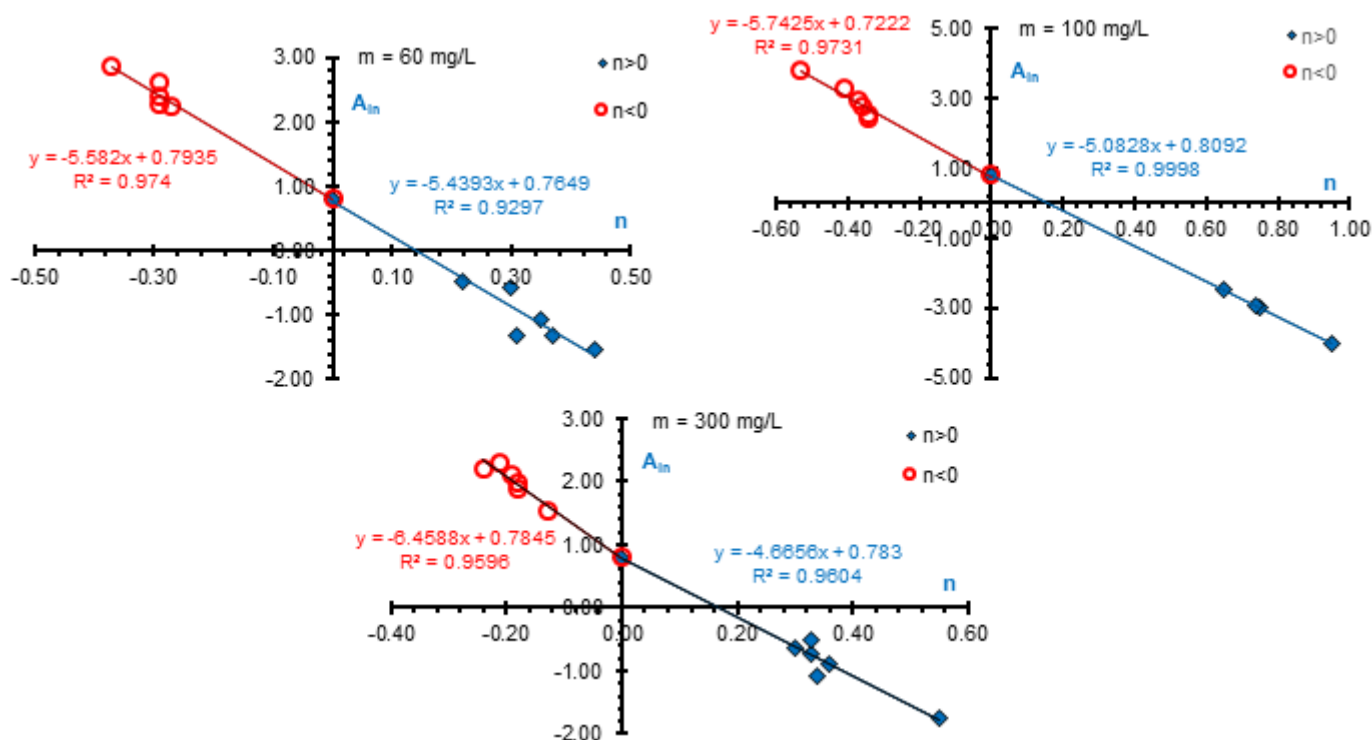 m = 60 mg/L
n>0
n<0
A_ln
y = -5.582x + 0.7935
R² = 0.974
y = -5.4393x + 0.7649
R² = 0.9297
n
3.00
2.00
1.00
0.00
-1.00
-2.00
-0.50
-0.30
-0.10
0.10
0.30
0.50
y = -5.7425x + 0.7222
R² = 0.9731
m = 100 mg/L
n>0
n<0
A_ln
y = -5.0828x + 0.8092
R² = 0.9998
n
5.00
3.00
1.00
-1.00
-3.00
-5.00
-0.60
-0.40
-0.20
0.00
0.20
0.40
0.60
0.80
1.00
m = 300 mg/L
n>0
n<0
A_ln
y = -6.4588x + 0.7845
R² = 0.9596
y = -4.6656x + 0.783
R² = 0.9604
n
3.00
2.00
1.00
0.00
-1.00
-2.00
-0.40
-0.20
0.00
0.20
0.40
0.60